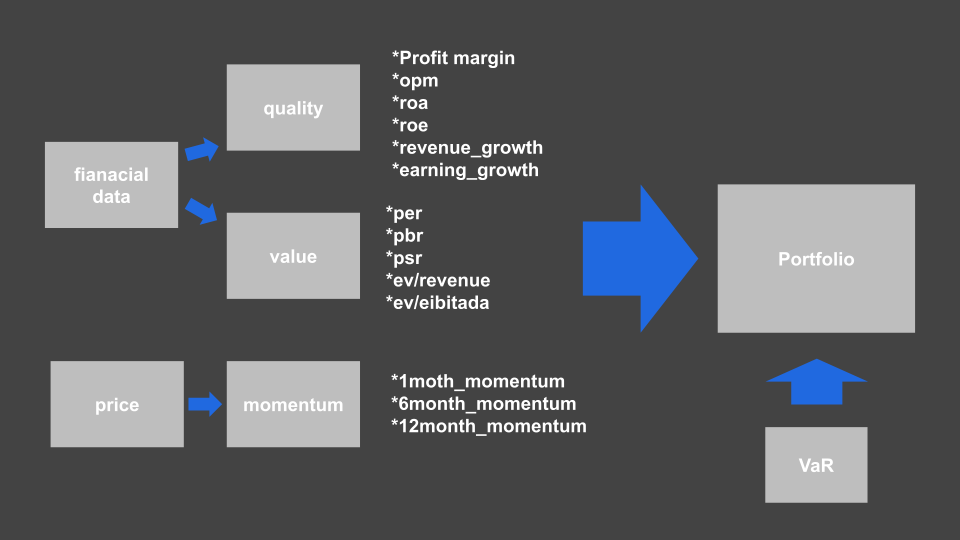 fianacial
data
quality
*Profit margin
*opm
*roa
*roe
*revenue_growth
*earning_growth
value
*per
*pbr
*psr
*ev/revenue
*ev/eibitada
price
momentum
*1moth_momentum
*6month_momentum
*12month_momentum
Portfolio
VaR